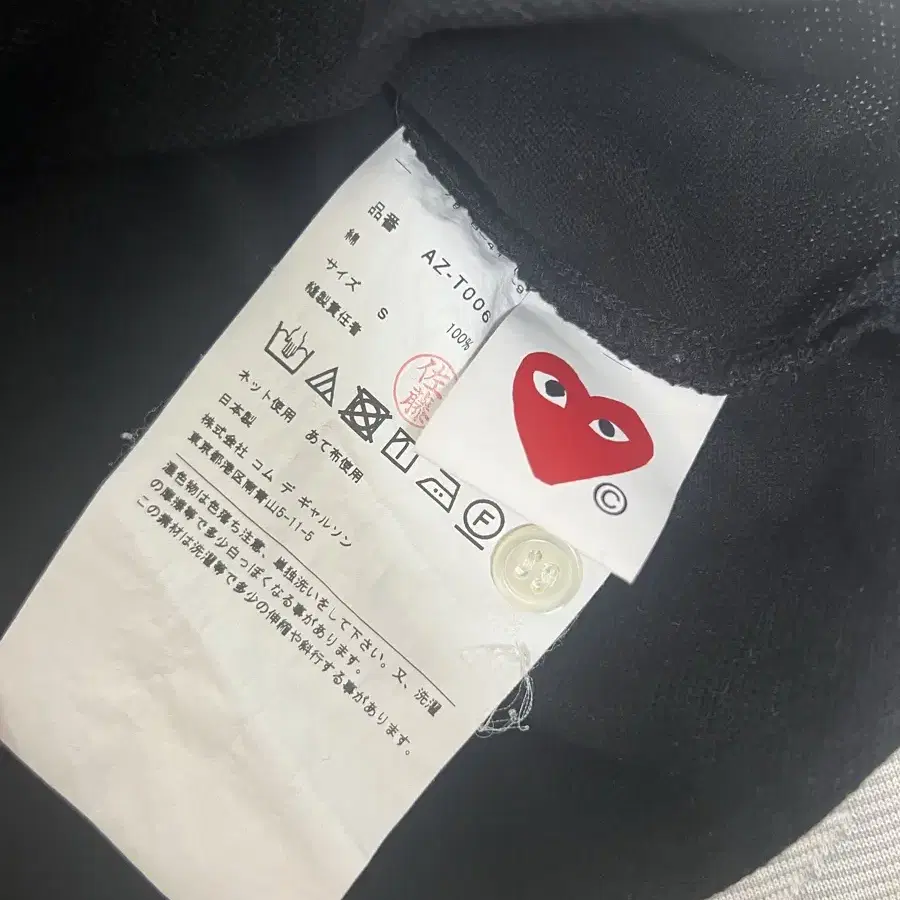 品番 AZ-T006
綿 100%
サイズ S
縫製責任者 佐藤
ネット使用 あて布使用
日本製
株式会社 コム デ ギャルソン
東京都港区南青山5-11-5
濃色物は色落ち注意、単独洗いをして下さい。又、洗濯
の環境等で多少白っぽくなる事があります。
この素材は洗濯等で多少の伸縮や斜行する事があります。
F
©